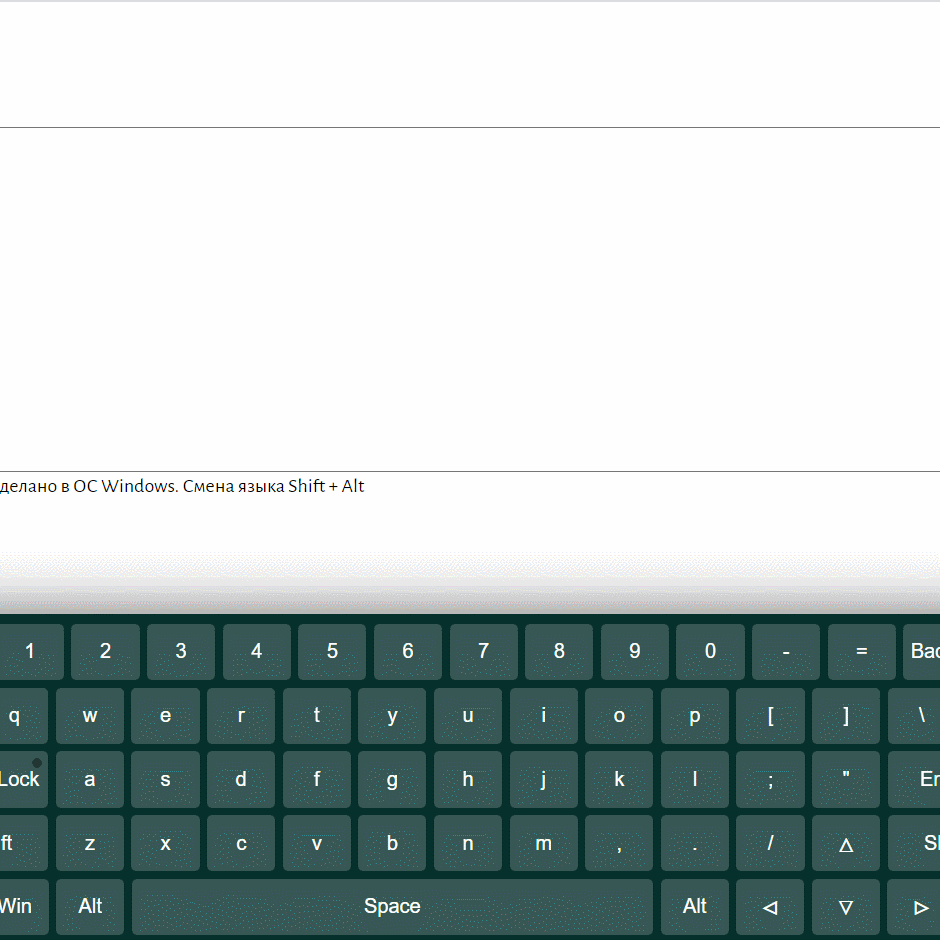 делано в ОС Windows. Смена языка Shift + Alt
1 2 3 4 5 6 7 8 9 0 - = Bac
q w e r t y u i o p [ ] \
Lock a s d f g h j k l ; " En
ft z x c v b n m , . / △ Sh
Win Alt Space Alt ◁ ▽ ▷